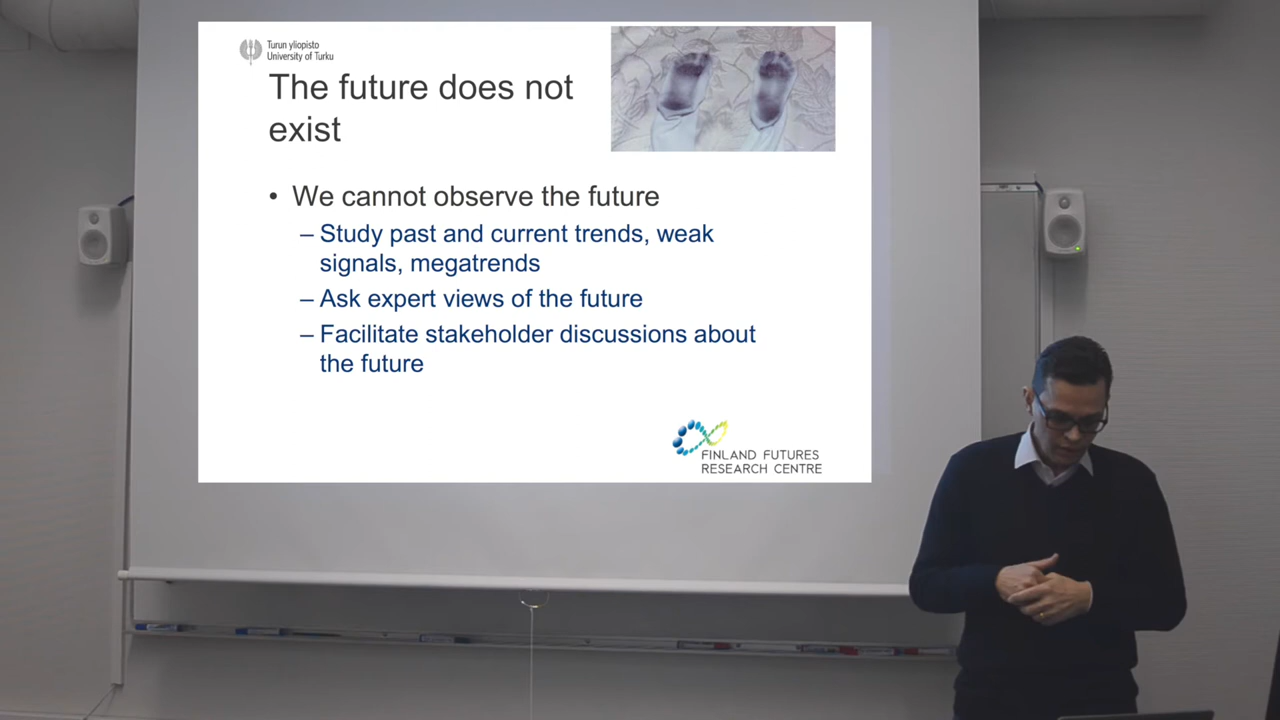 Turun yliopisto
University of Turku
The future does not
exist
• We cannot observe the future
– Study past and current trends, weak
signals, megatrends
– Ask expert views of the future
– Facilitate stakeholder discussions about
the future
FINLAND FUTURES
RESEARCH CENTRE